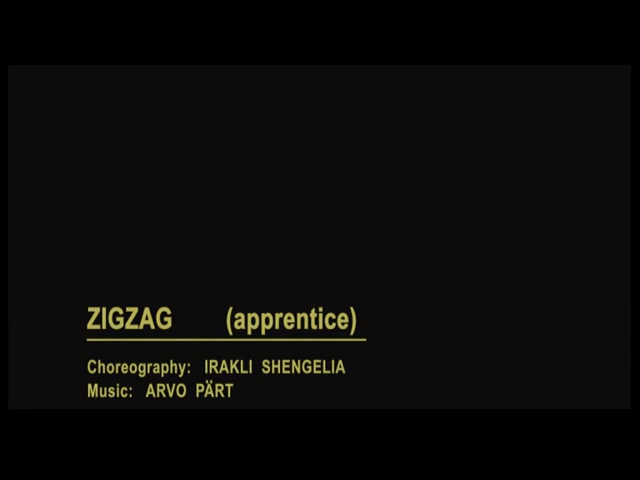 ZIGZAG (apprentice)
Choreography: IRAKLI SHENGELIA
Music: ARVO PÄRT